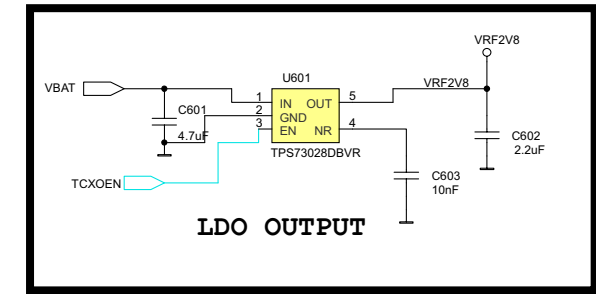 VRF2V8
U601
VBAT
1 IN OUT 5 VRF2V8
C601 2 GND
4.7uF 3 EN NR 4
TPS73028DBVR
C602
2.2uF
C603
10nF
TCXOEN
LDO OUTPUT